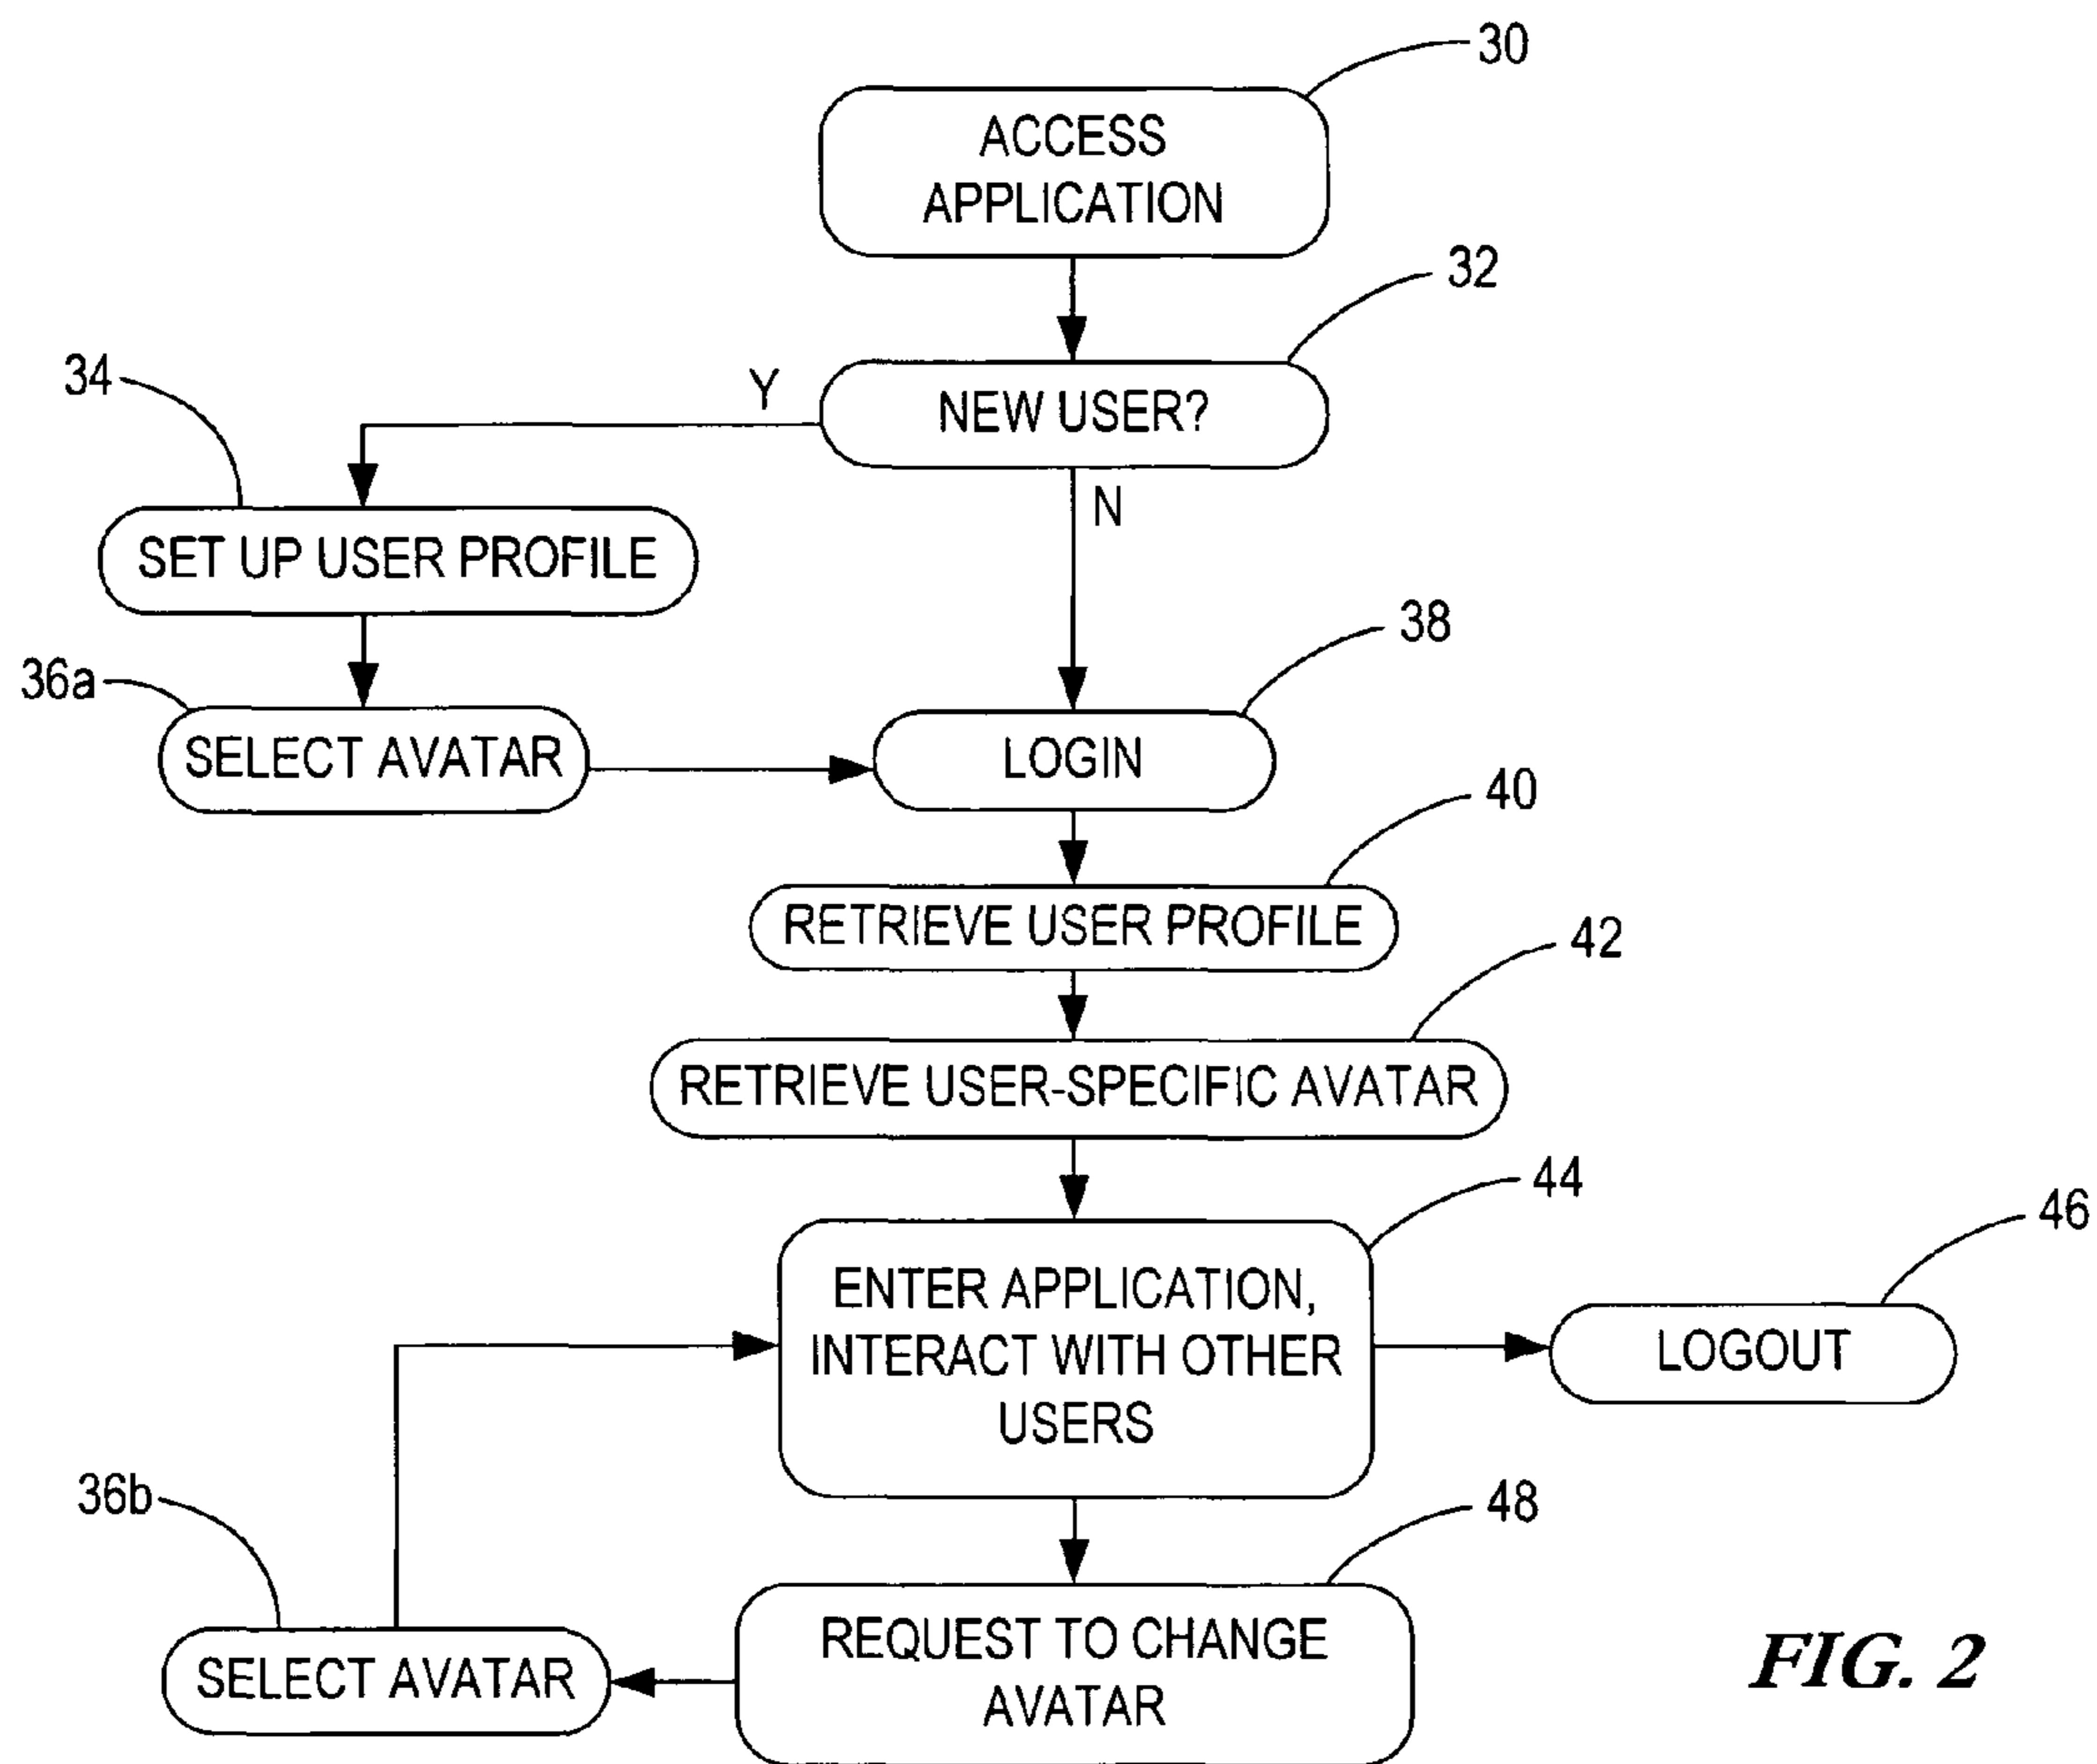 30
ACCESS
APPLICATION
32
NEW USER?
Y
N
34
SET UP USER PROFILE
36a
SELECT AVATAR
38
LOGIN
40
RETRIEVE USER PROFILE
42
RETRIEVE USER-SPECIFIC AVATAR
44
ENTER APPLICATION,
INTERACT WITH OTHER
USERS
46
LOGOUT
48
REQUEST TO CHANGE
AVATAR
36b
SELECT AVATAR
FIG. 2